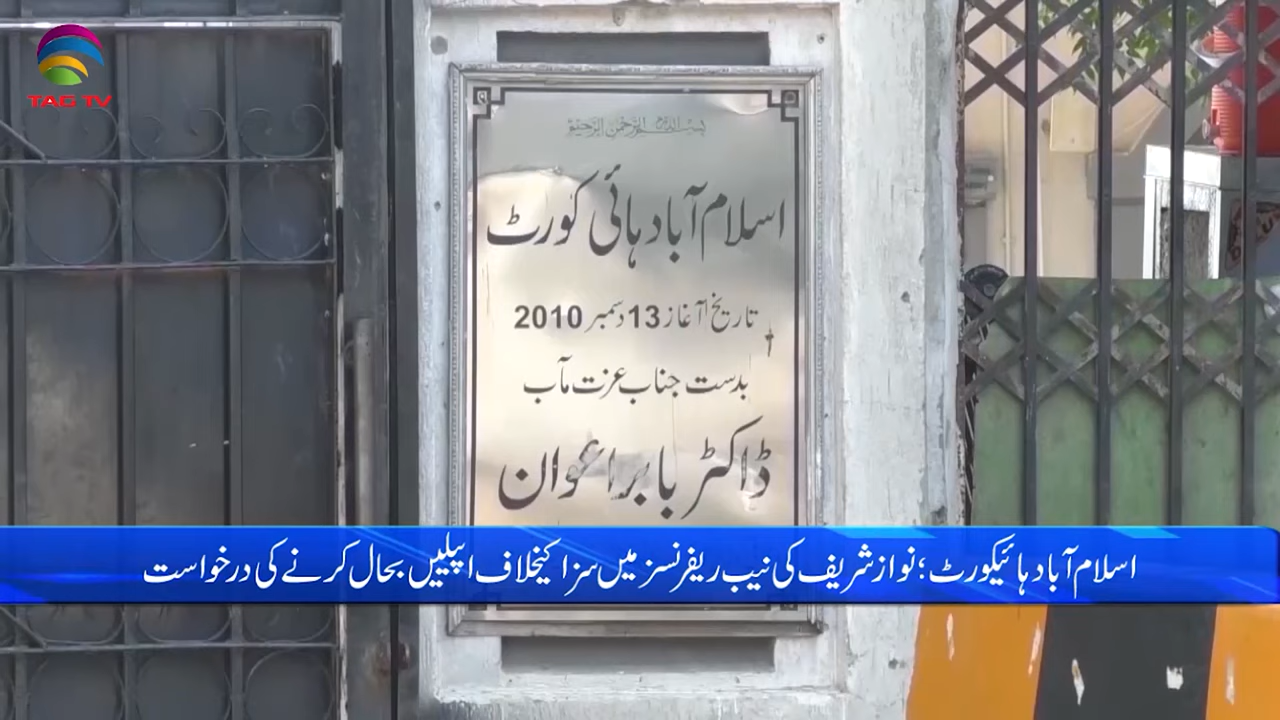 TAG TV
بسم اللہ الرحمن الرحیم
اسلام آباد ہائی کورٹ
تاریخ آغاز 13 دسمبر 2010
بدست جناب عزت مآب
ڈاکٹر بابر اعوان
اسلام آباد ہائیکورٹ؛ نواز شریف کی نیب ریفرنسز میں سزا کیخلاف اپیلیں بحال کرنے کی درخواست